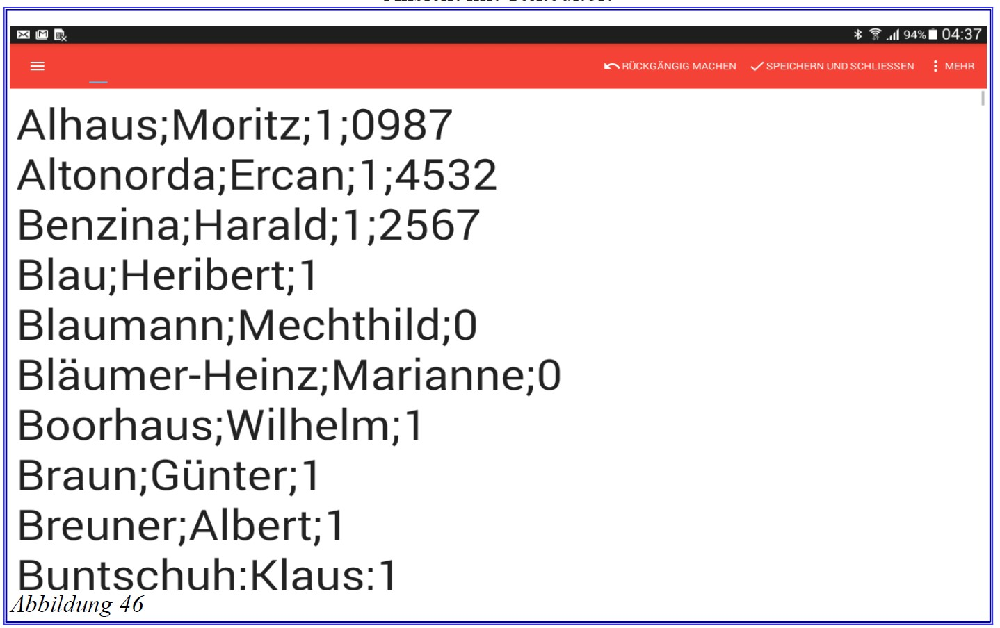 94% 04:37
RÜCKGÄNGIG MACHEN SPEICHERN UND SCHLIESSEN MEHR
Alhaus;Moritz;1;0987
Altonorda;Ercan;1;4532
Benzina;Harald;1;2567
Blau;Heribert;1
Blaumann;Mechthild;0
Bläumer-Heinz;Marianne;0
Boorhaus;Wilhelm;1
Braun;Günter;1
Breuner;Albert;1
Buntschuh;Klaus;1
Abbildung 46